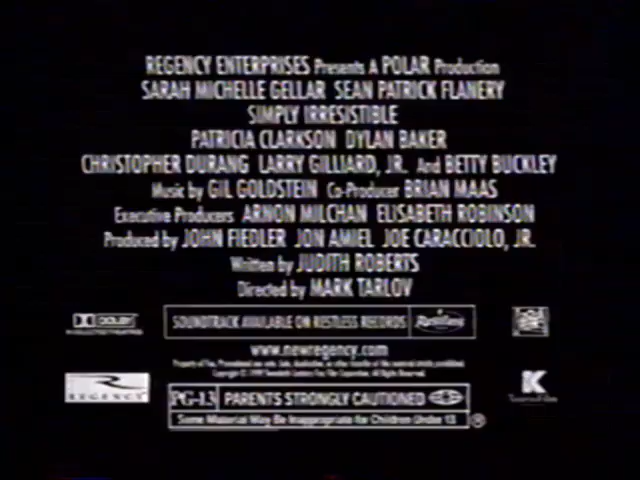 REGENCY ENTERPRISES Presents A POLAR Production
SARAH MICHELLE GELLAR SEAN PATRICK FLANERY
SIMPLY IRRESISTIBLE
PATRICIA CLARKSON DYLAN BAKER
CHRISTOPHER DURANG LARRY GILLIARD, JR. And BETTY BUCKLEY
Music by GIL GOLDSTEIN Co-Producer BRIAN MAAS
Executive Producers ARNON MILCHAN ELISABETH ROBINSON
Produced by JOHN FIEDLER JON AMIEL JOE CARACCIOLO, JR.
Written by JUDITH ROBERTS
Directed by MARK TARLOV
DOLBY SOUNDTRACK AVAILABLE ON RESTLESS RECORDS Restless
www.newregency.com
REGENCY
PG-13 PARENTS STRONGLY CAUTIONED
Some Material May Be Inappropriate for Children Under 13 ®